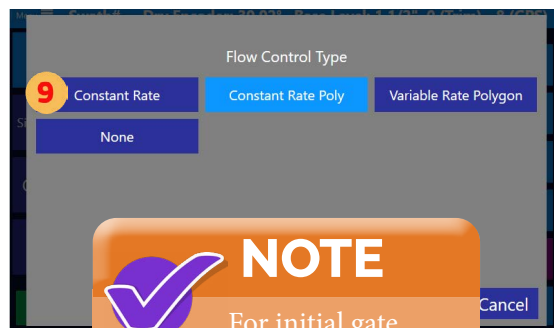 Flow Control Type
9 Constant Rate
Constant Rate Poly
Variable Rate Polygon
None
NOTE
For initial gate
Cancel